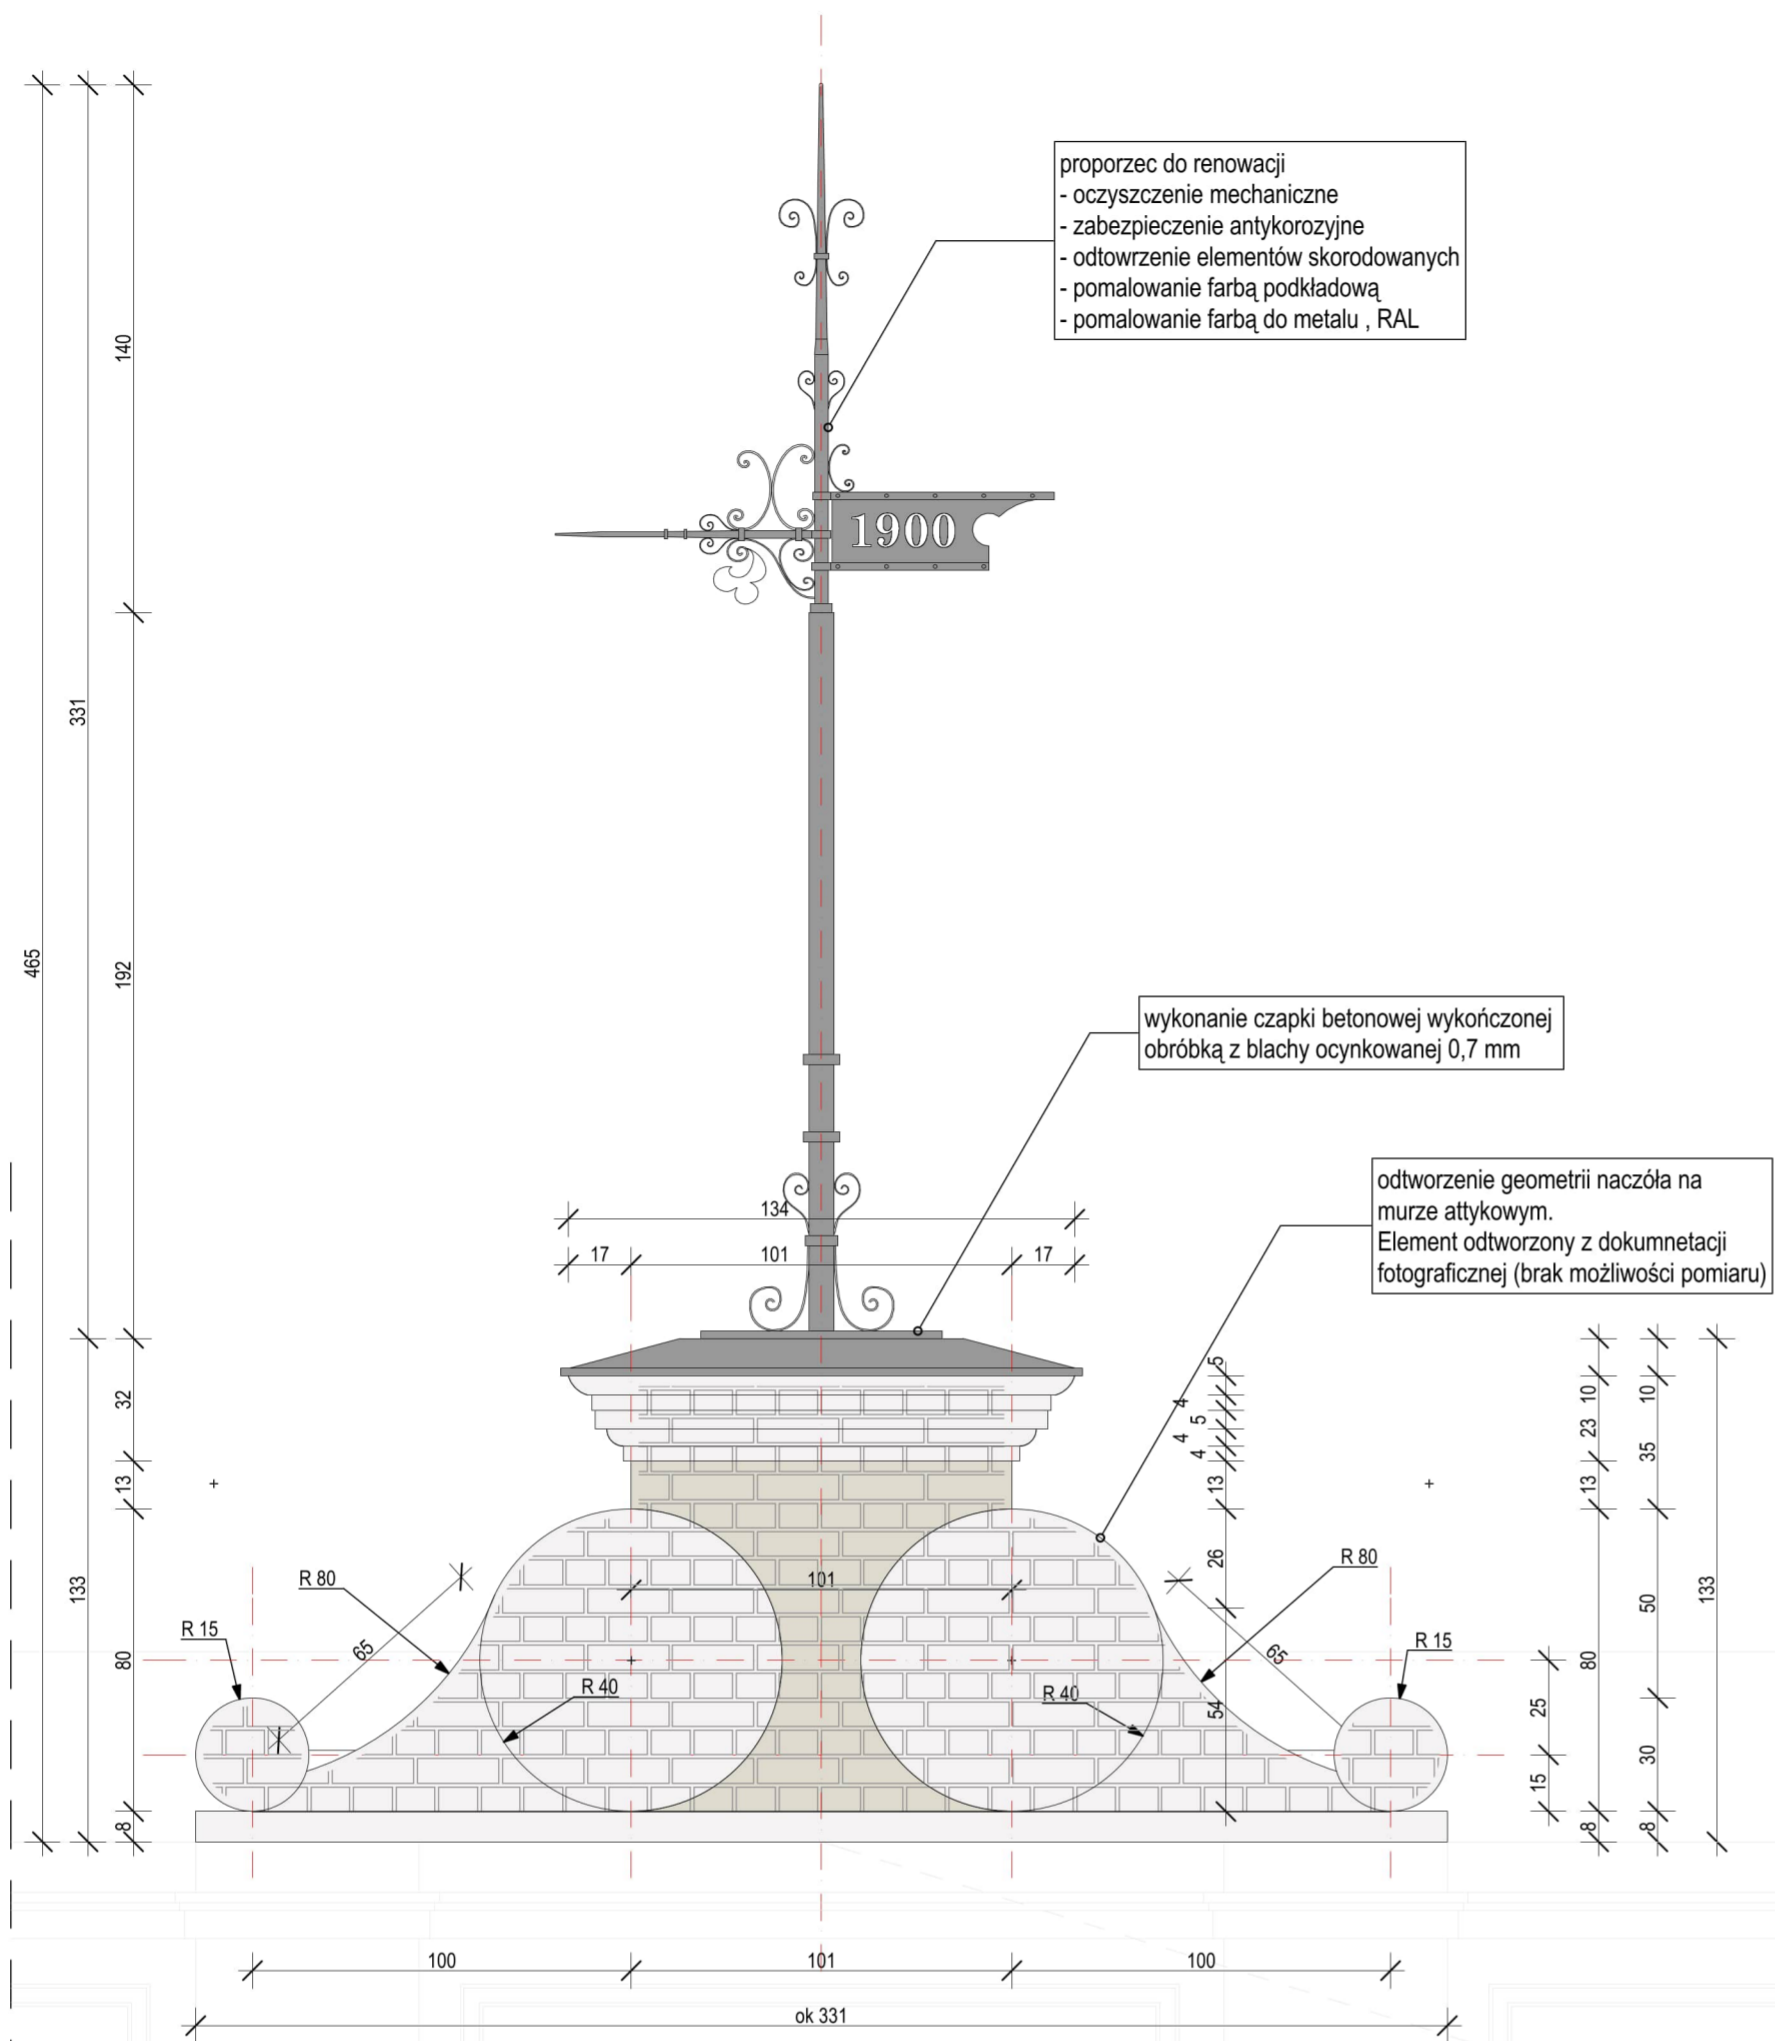 proporzec do renowacji
- oczyszczenie mechaniczne
- zabezpieczenie antykorozyjne
- odtowrzenie elementów skorodowanych
- pomalowanie farbą podkładową
- pomalowanie farbą do metalu , RAL
140
1900
331
465
192
wykonanie czapki betonowej wykończonej
obróbką z blachy ocynkowanej 0,7 mm
odtworzenie geometrii naczóła na
murze attykowym.
Element odtworzony z dokumnetacji
fotograficznej (brak możliwości pomiaru)
134
17
101
17
32
13
133
80
8
5
4
5
4
4
13
26
54
10
23
13
80
8
10
35
50
30
8
133
25
15
R 80
R 15
65
R 40
101
R 80
R 15
65
R 40
100
101
100
ok 331